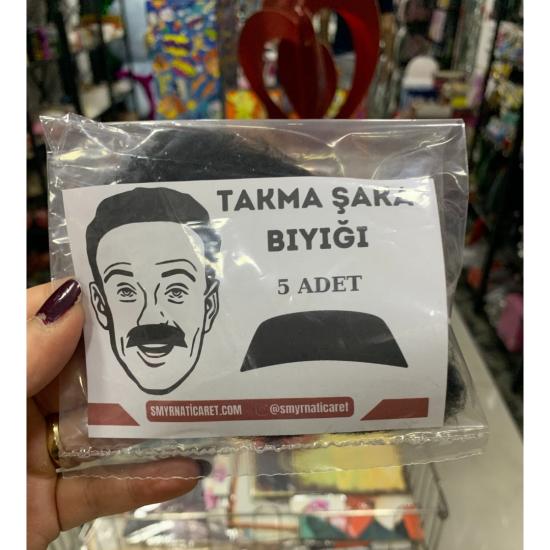 TAKMA ŞAKA
BIYIĞI
5 ADET
SMYRNATİCARET.COM @smyrnaticaret